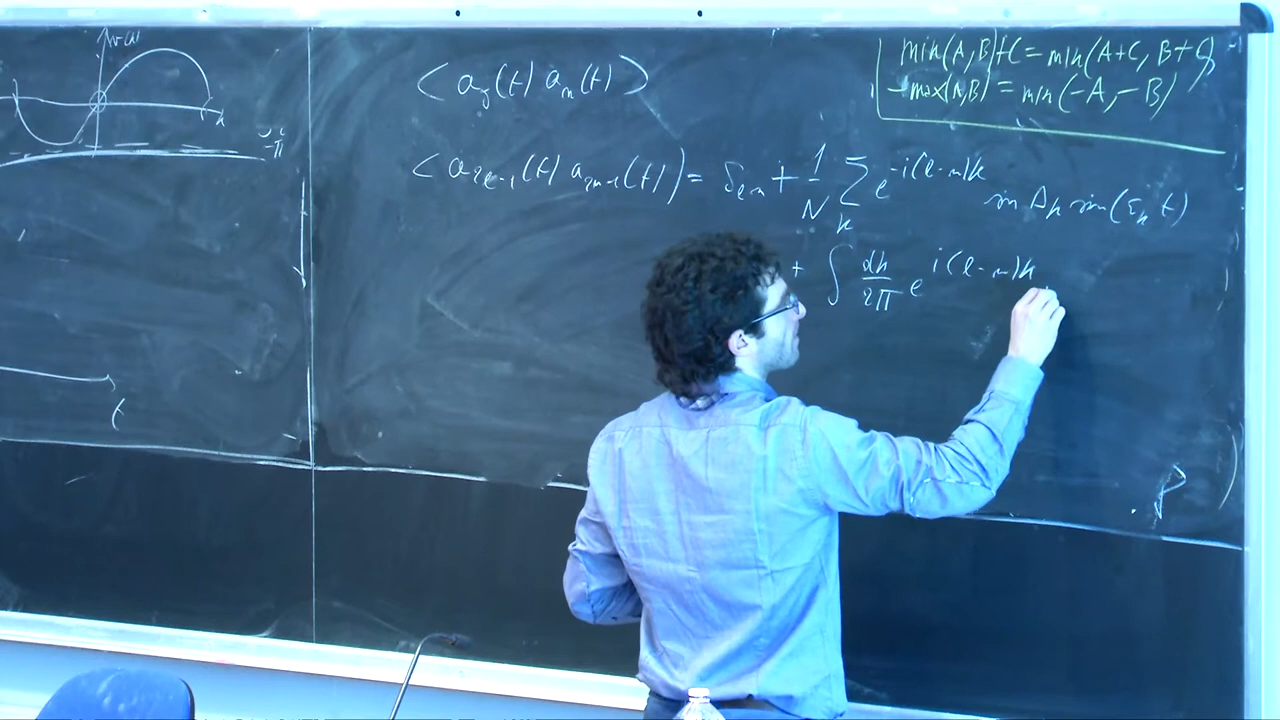 min(A,B)+C = min(A+C, B+C)
-max(A,B) = min(-A,-B)
v(k)
k
-π
t
⟨a_j(t) a_m(t)⟩
⟨a_{2ℓ-1}(t) a_{2m-1}(t)⟩ = δ_{ℓm} + 1/N Σ_k e^{-i(ℓ-m)k} sin Δ_k sin(ε_k t)
+ ∫ dk/2π e^{i(ℓ-m)k}